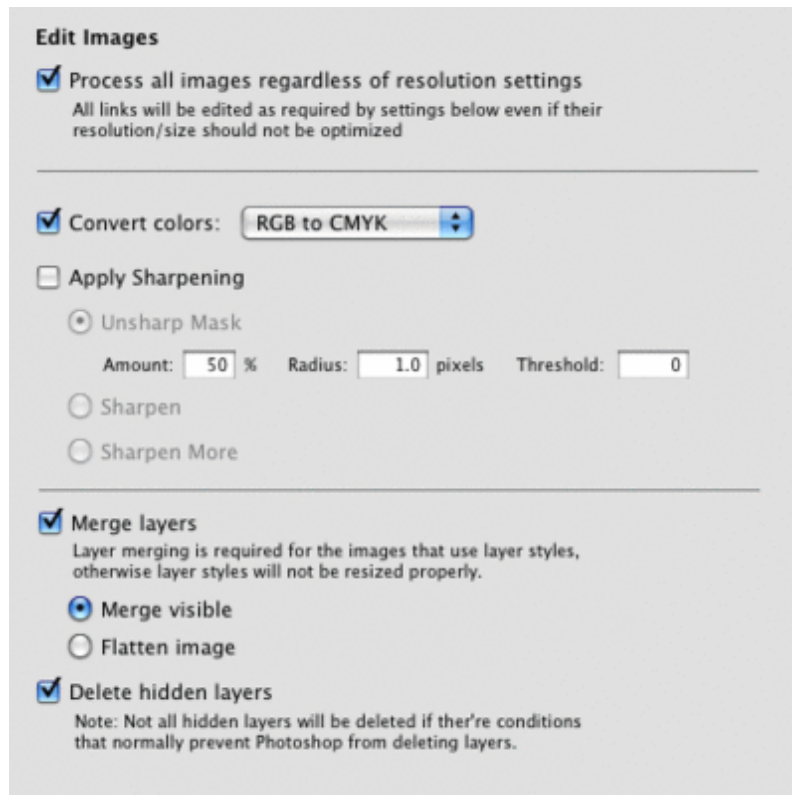 Edit Images
Process all images regardless of resolution settings
All links will be edited as required by settings below even if their
resolution/size should not be optimized
Convert colors: RGB to CMYK
Apply Sharpening
Unsharp Mask
Amount: 50 % Radius: 1.0 pixels Threshold: 0
Sharpen
Sharpen More
Merge layers
Layer merging is required for the images that use layer styles,
otherwise layer styles will not be resized properly.
Merge visible
Flatten image
Delete hidden layers
Note: Not all hidden layers will be deleted if ther're conditions
that normally prevent Photoshop from deleting layers.